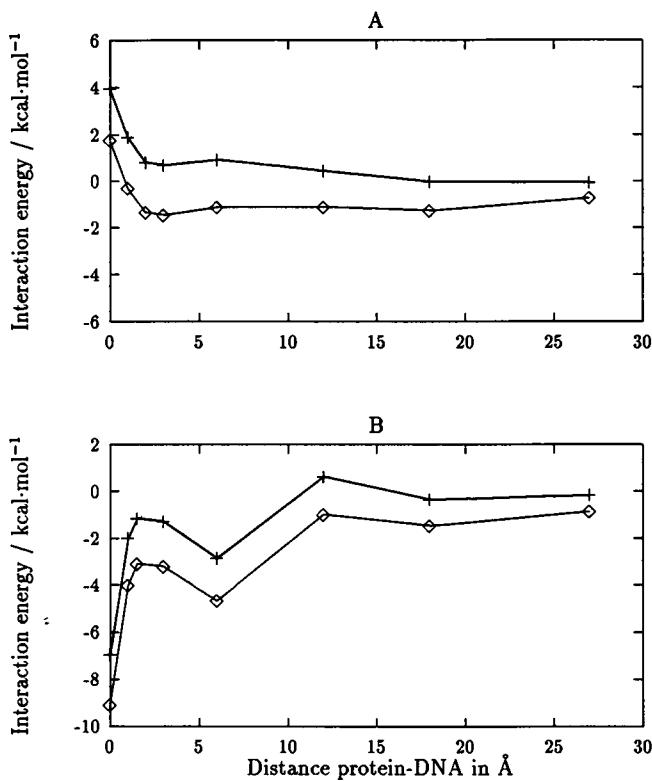 A
Interaction energy / kcal·mol⁻¹
6
4
2
0
-2
-4
-6
0 5 10 15 20 25 30
B
Interaction energy / kcal·mol⁻¹
2
0
-2
-4
-6
-8
-10
0 5 10 15 20 25 30
Distance protein-DNA in Å